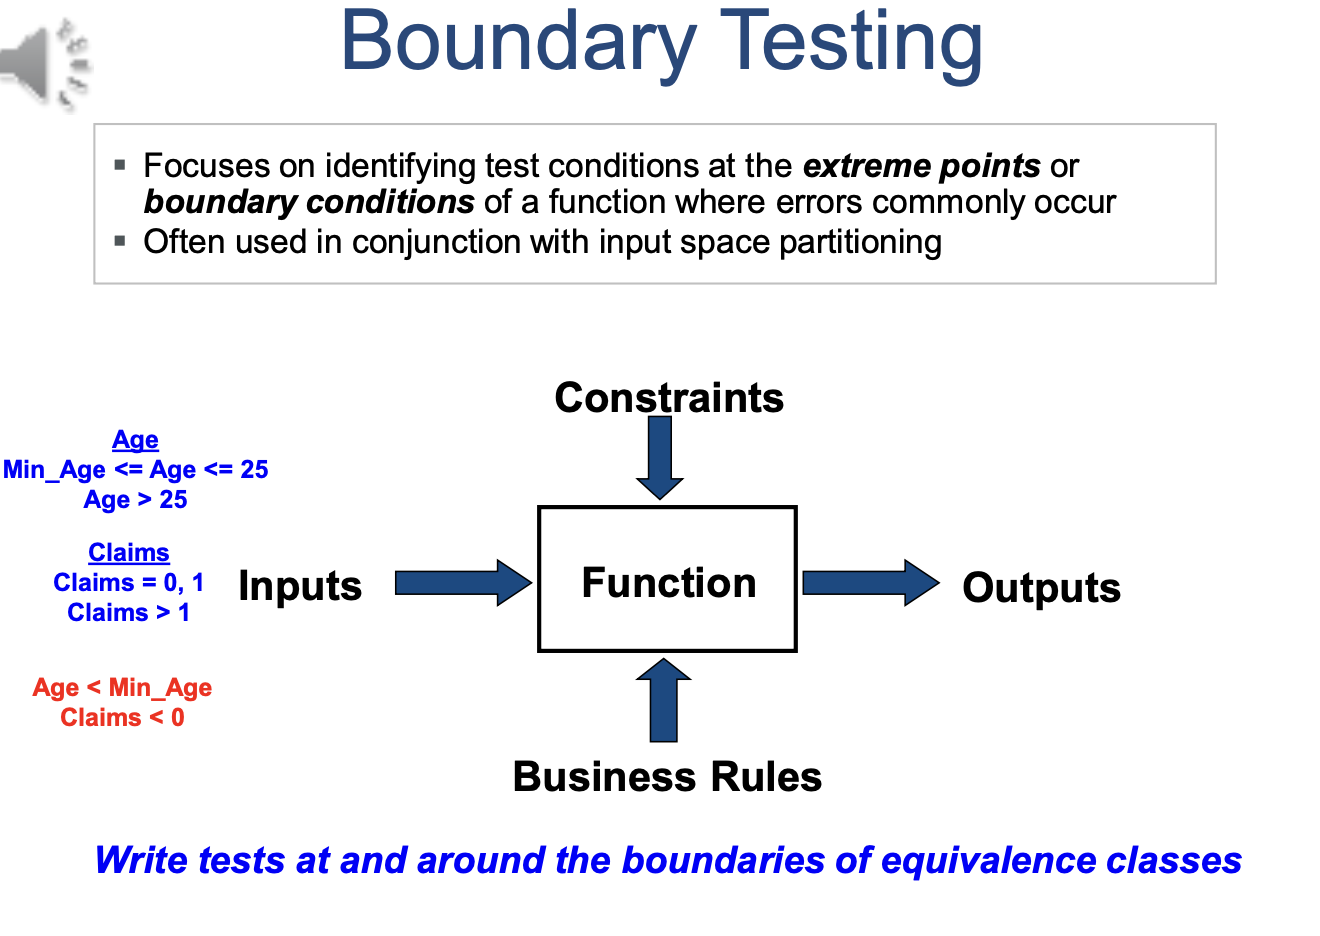 Boundary Testing
▪ Focuses on identifying test conditions at the extreme points or
boundary conditions of a function where errors commonly occur
▪ Often used in conjunction with input space partitioning
Constraints
Age
Min_Age <= Age <= 25
Age > 25
Claims
Claims = 0, 1
Claims > 1
Inputs
Function
Outputs
Age < Min_Age
Claims < 0
Business Rules
Write tests at and around the boundaries of equivalence classes